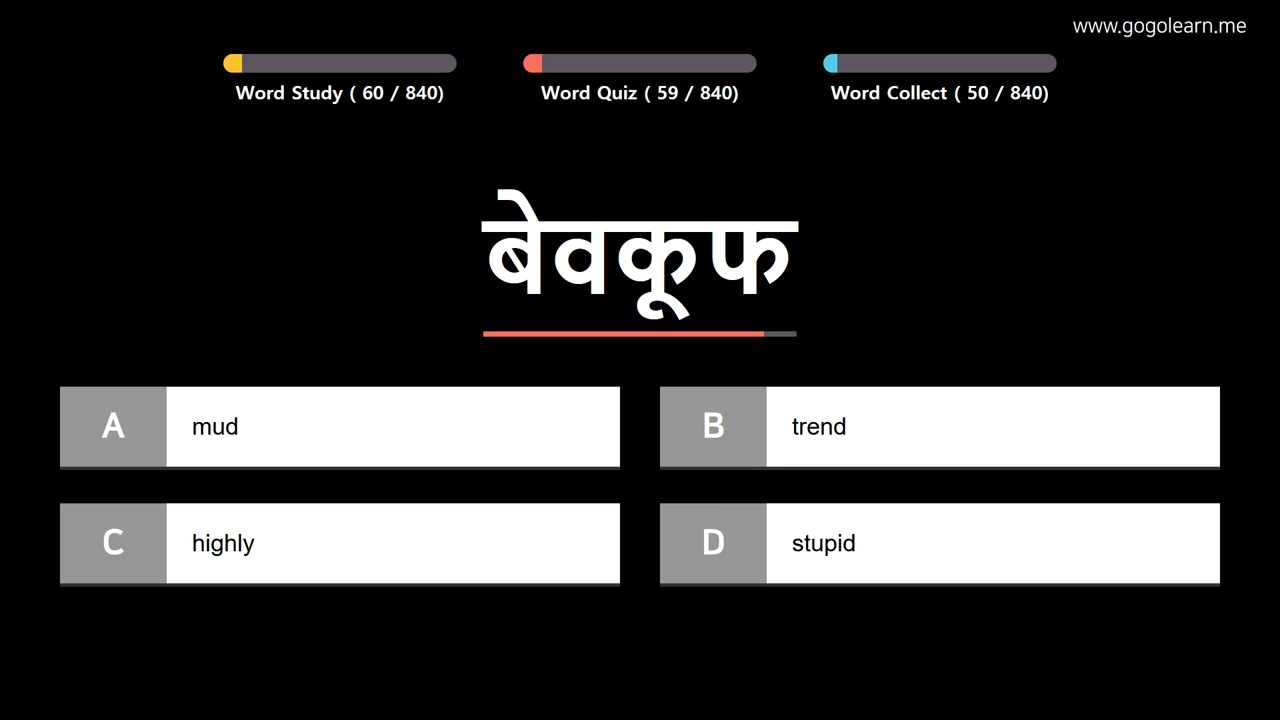 www.gogolearn.me
Word Study ( 60 / 840)
Word Quiz ( 59 / 840)
Word Collect ( 50 / 840)
बेवकूफ
A mud
B trend
C highly
D stupid